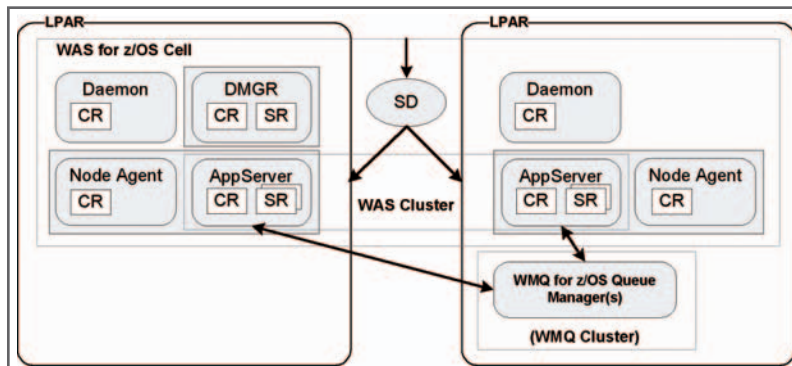 LPAR
LPAR
WAS for z/OS Cell
Daemon
CR
DMGR
CR SR
SD
Daemon
CR
Node Agent
CR
AppServer
CR SR
WAS Cluster
AppServer
CR SR
Node Agent
CR
WMQ for z/OS Queue
Manager(s)
(WMQ Cluster)